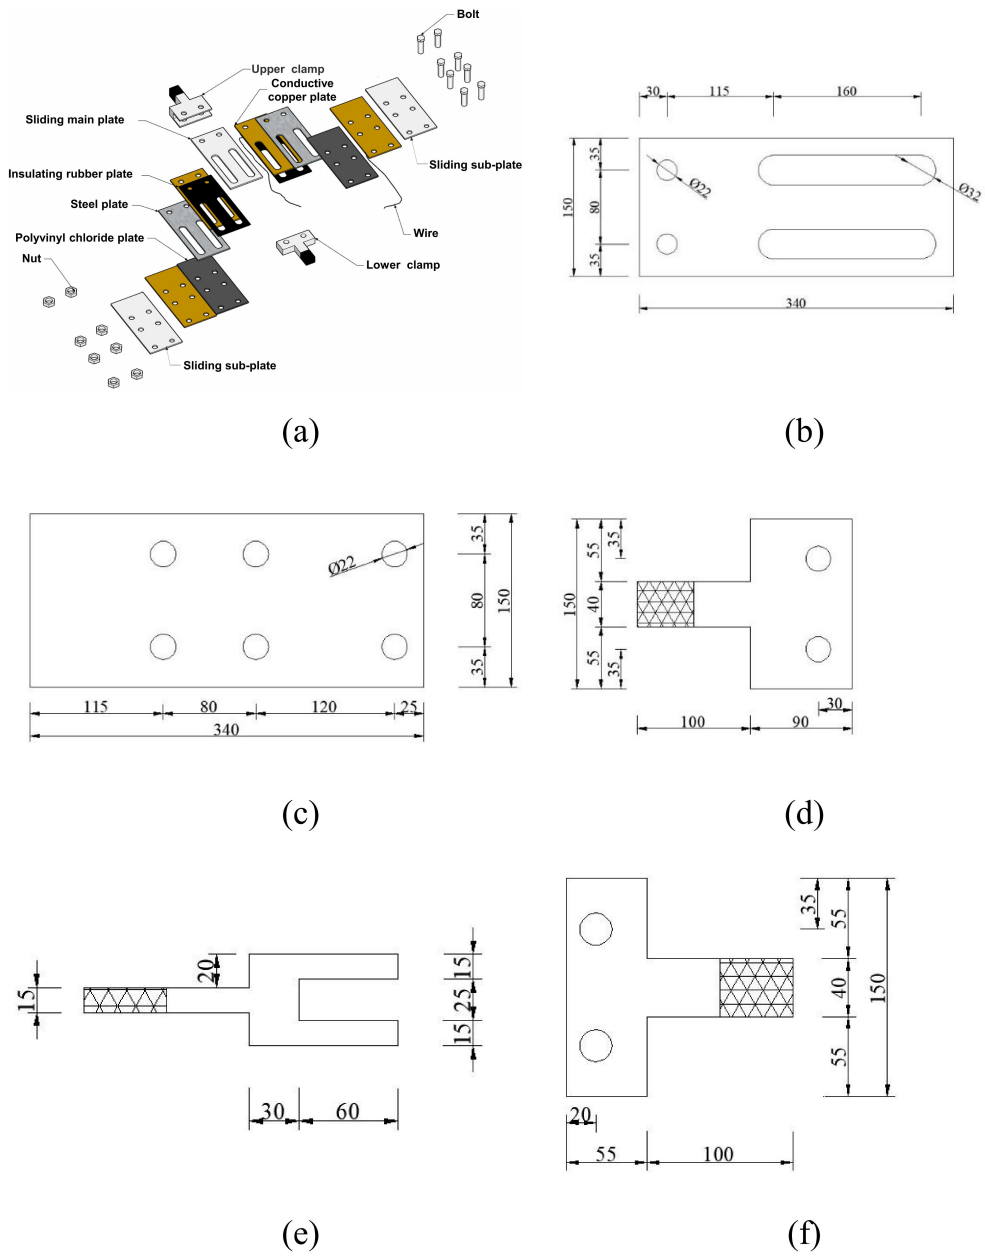 Bolt
Upper clamp
Conductive
copper plate
Sliding main plate
Sliding sub-plate
Insulating rubber plate
Steel plate
Wire
Polyvinyl chloride plate
Lower clamp
Nut
Sliding sub-plate
(a)
30 115 160
35
150 80
35
Ø22
Ø32
340
(b)
Ø22
35
80 150
35
115 80 120 25
340
(c)
55 35
150 40
55 35
30
100 90
(d)
20 15
15 25
15
30 60
(e)
35 55
40 150
55
20
55 100
(f)